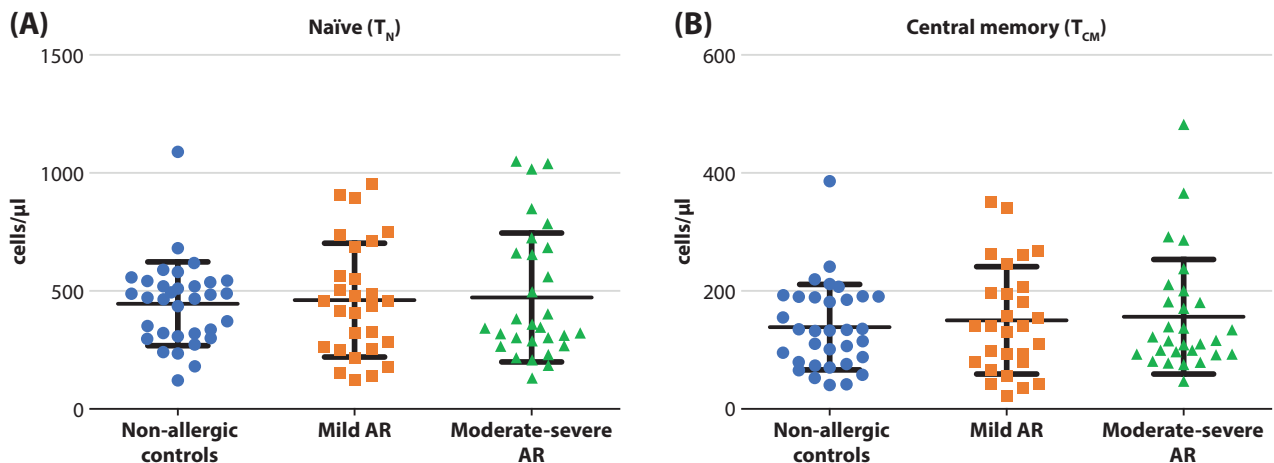 (A)
Naïve (TN)
1500
1000
500
0
cells/µl
Non-allergic
controls
Mild AR
Moderate-severe
AR
(B)
Central memory (TCM)
600
400
200
0
cells/µl
Non-allergic
controls
Mild AR
Moderate-severe
AR